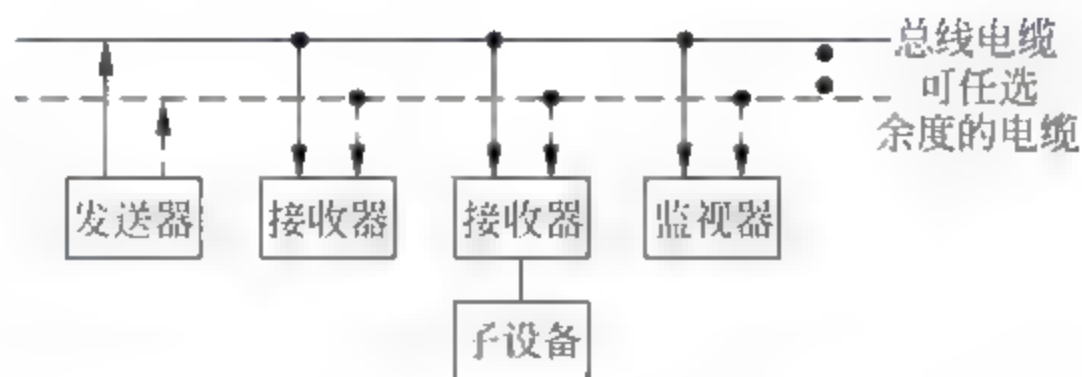 总线电缆
可任选
余度的电缆
发送器 接收器 接收器 监视器
子设备